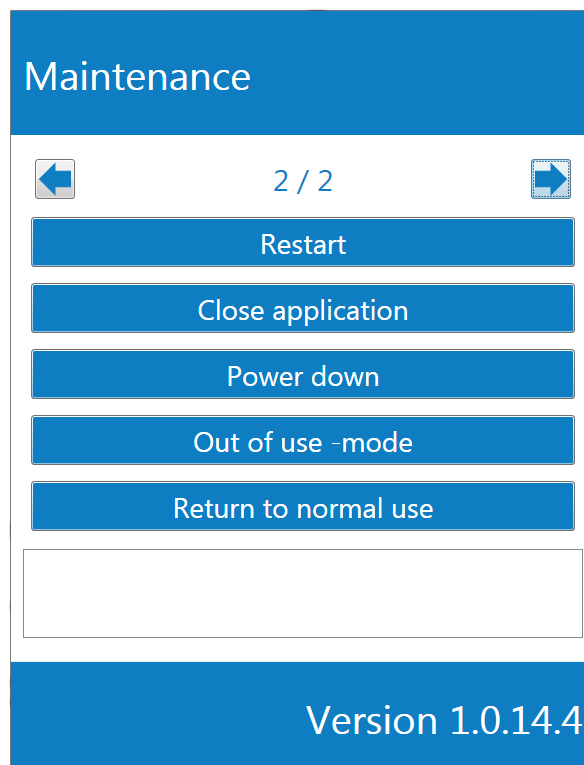 Maintenance
2 / 2
Restart
Close application
Power down
Out of use -mode
Return to normal use
Version 1.0.14.4